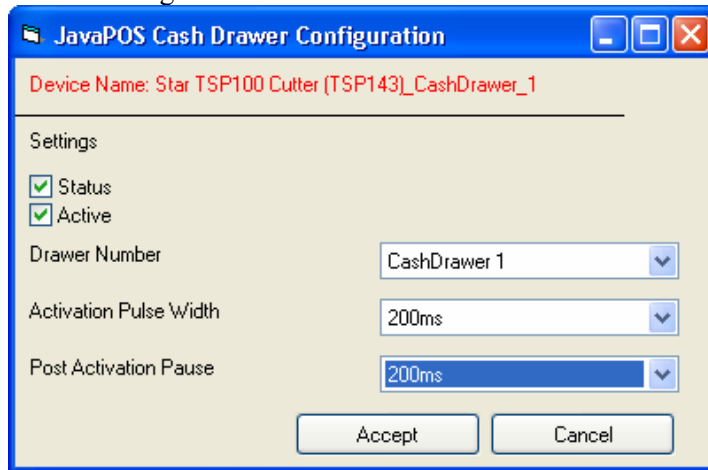 JavaPOS Cash Drawer Configuration
Device Name: Star TSP100 Cutter (TSP143)_CashDrawer_1
Settings
Status
Active
Drawer Number CashDrawer 1
Activation Pulse Width 200ms
Post Activation Pause 200ms
Accept Cancel